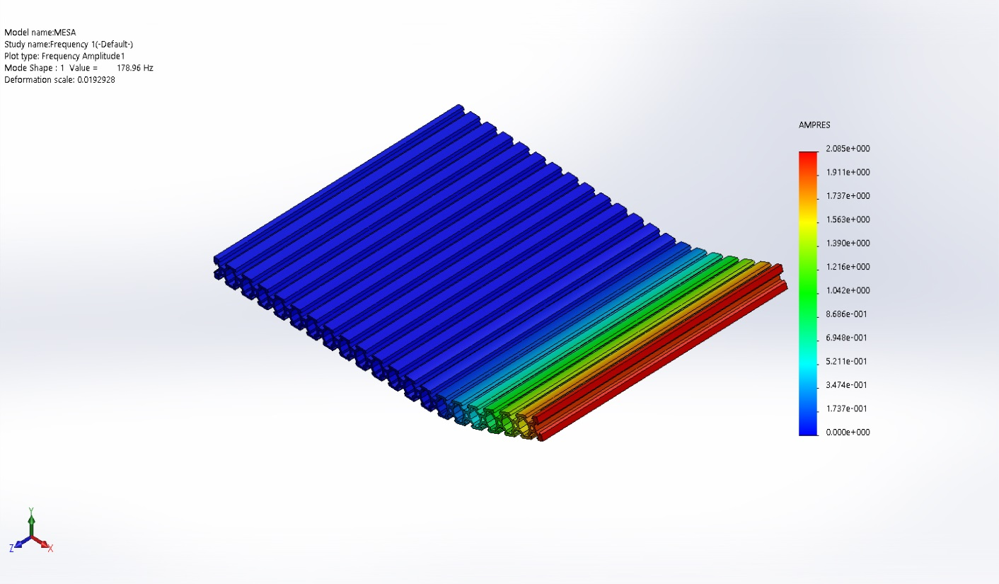 Model name:MESA
Study name:Frequency 1(-Default-)
Plot type: Frequency Amplitude1
Mode Shape : 1 Value = 178.96 Hz
Deformation scale: 0.0192928
AMPRES
2.085e+000
1.911e+000
1.737e+000
1.563e+000
1.390e+000
1.216e+000
1.042e+000
8.686e-001
6.948e-001
5.211e-001
3.474e-001
1.737e-001
0.000e+000
Y
Z
X